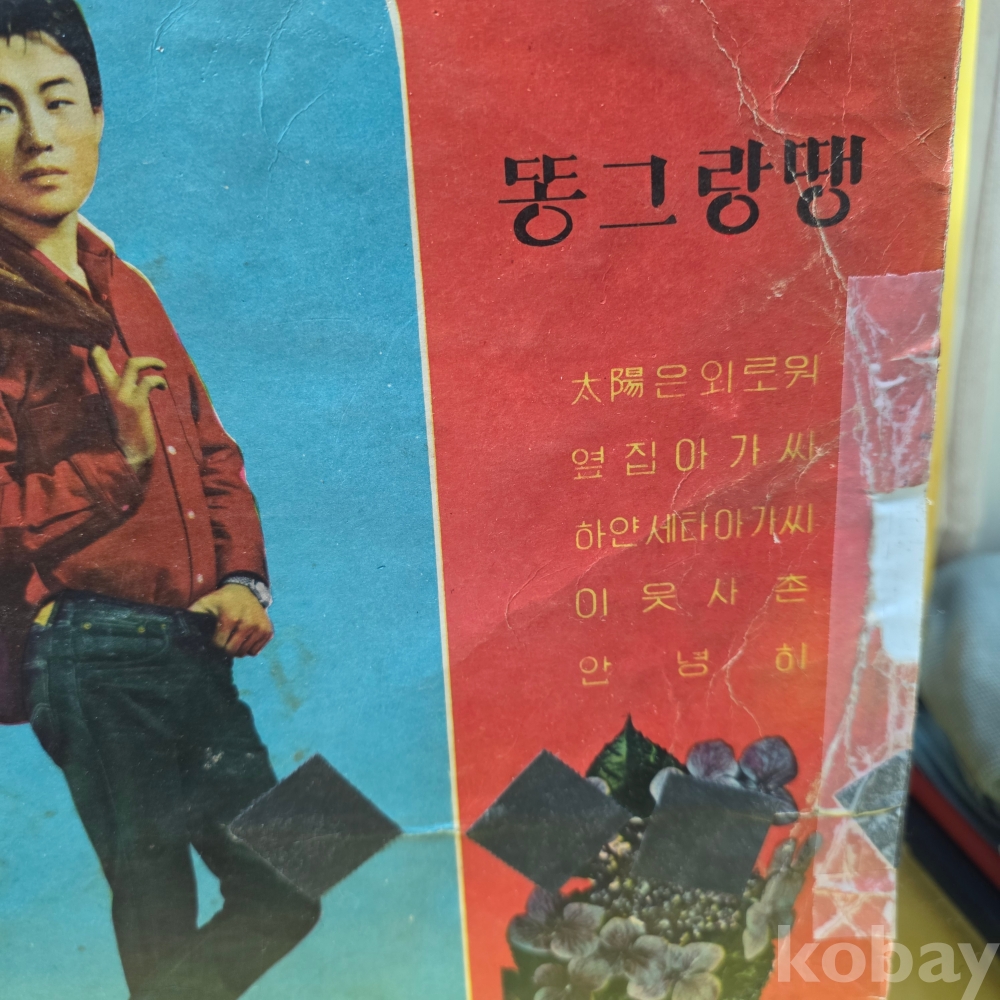 똥그랑땡
太陽은외로워
옆집아가씨
하얀세타아가씨
이웃사촌
안녕히
kobay